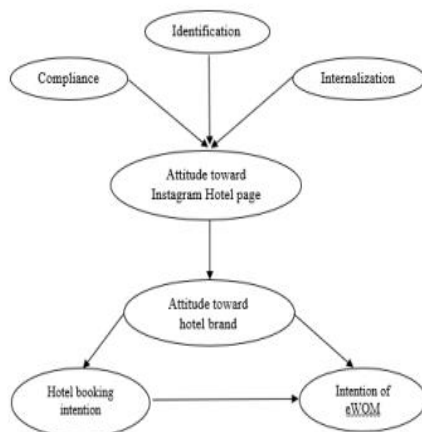 Identification
Compliance
Internalization
Attitude toward
Instagram Hotel page
Attitude toward
hotel brand
Hotel booking
intention
Intention of
eWOM